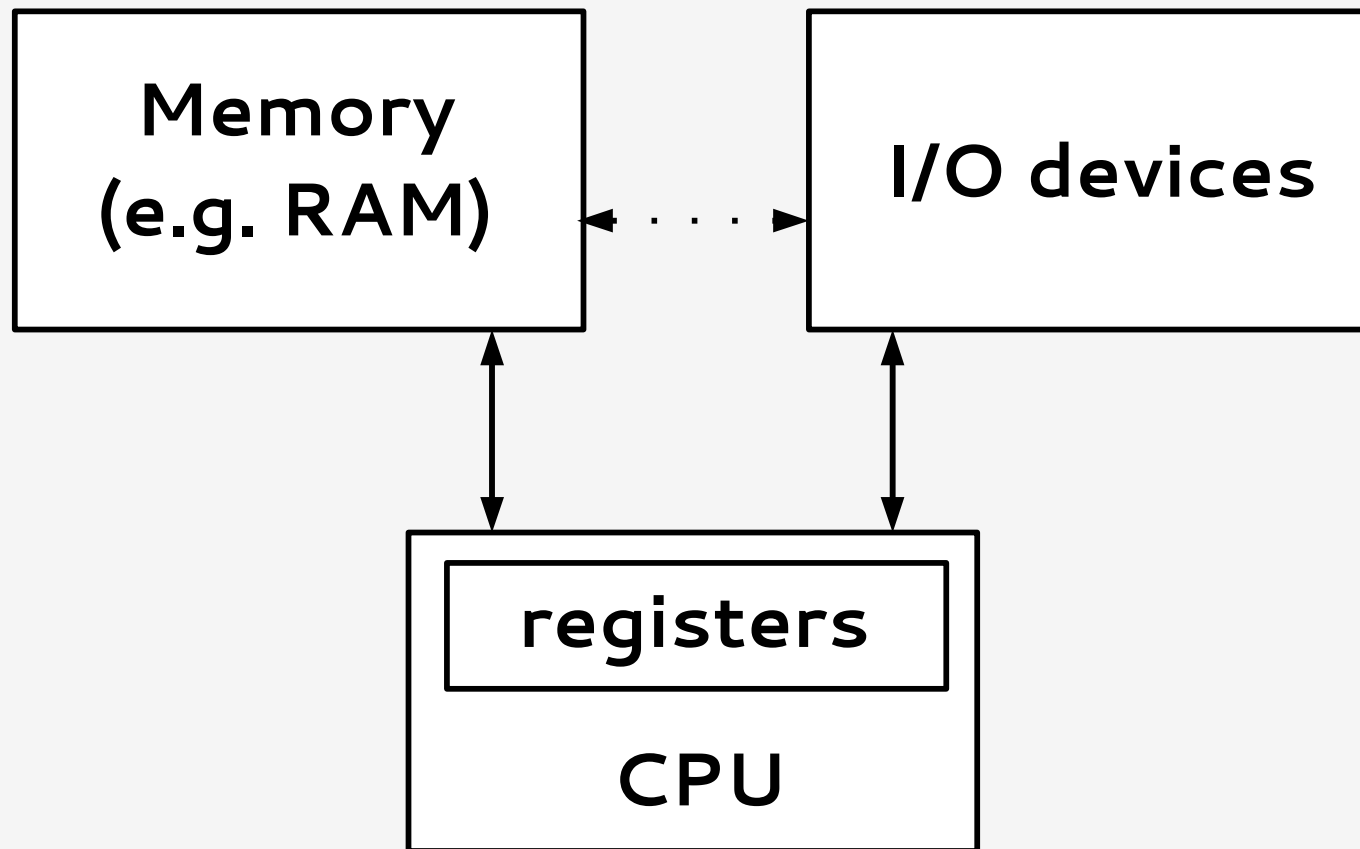 Memory
(e.g. RAM)
I/O devices
registers
CPU